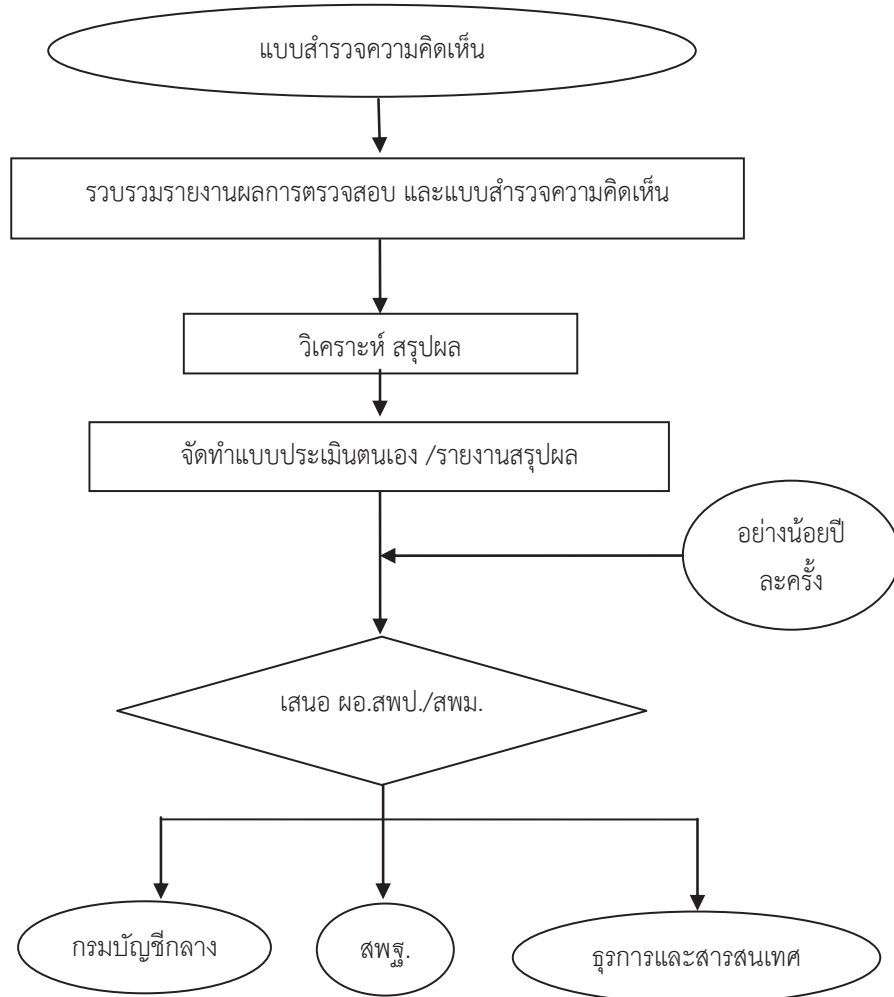 แบบสำรวจความคิดเห็น
รวบรวมรายงานผลการตรวจสอบ และแบบสำรวจความคิดเห็น
วิเคราะห์ สรุปผล
จัดทำแบบประเมินตนเอง /รายงานสรุปผล
อย่างน้อยปี
ละครั้ง
เสนอ ผอ.สพป./สพม.
กรมบัญชีกลาง
สพฐ.
ธุรการและสารสนเทศ